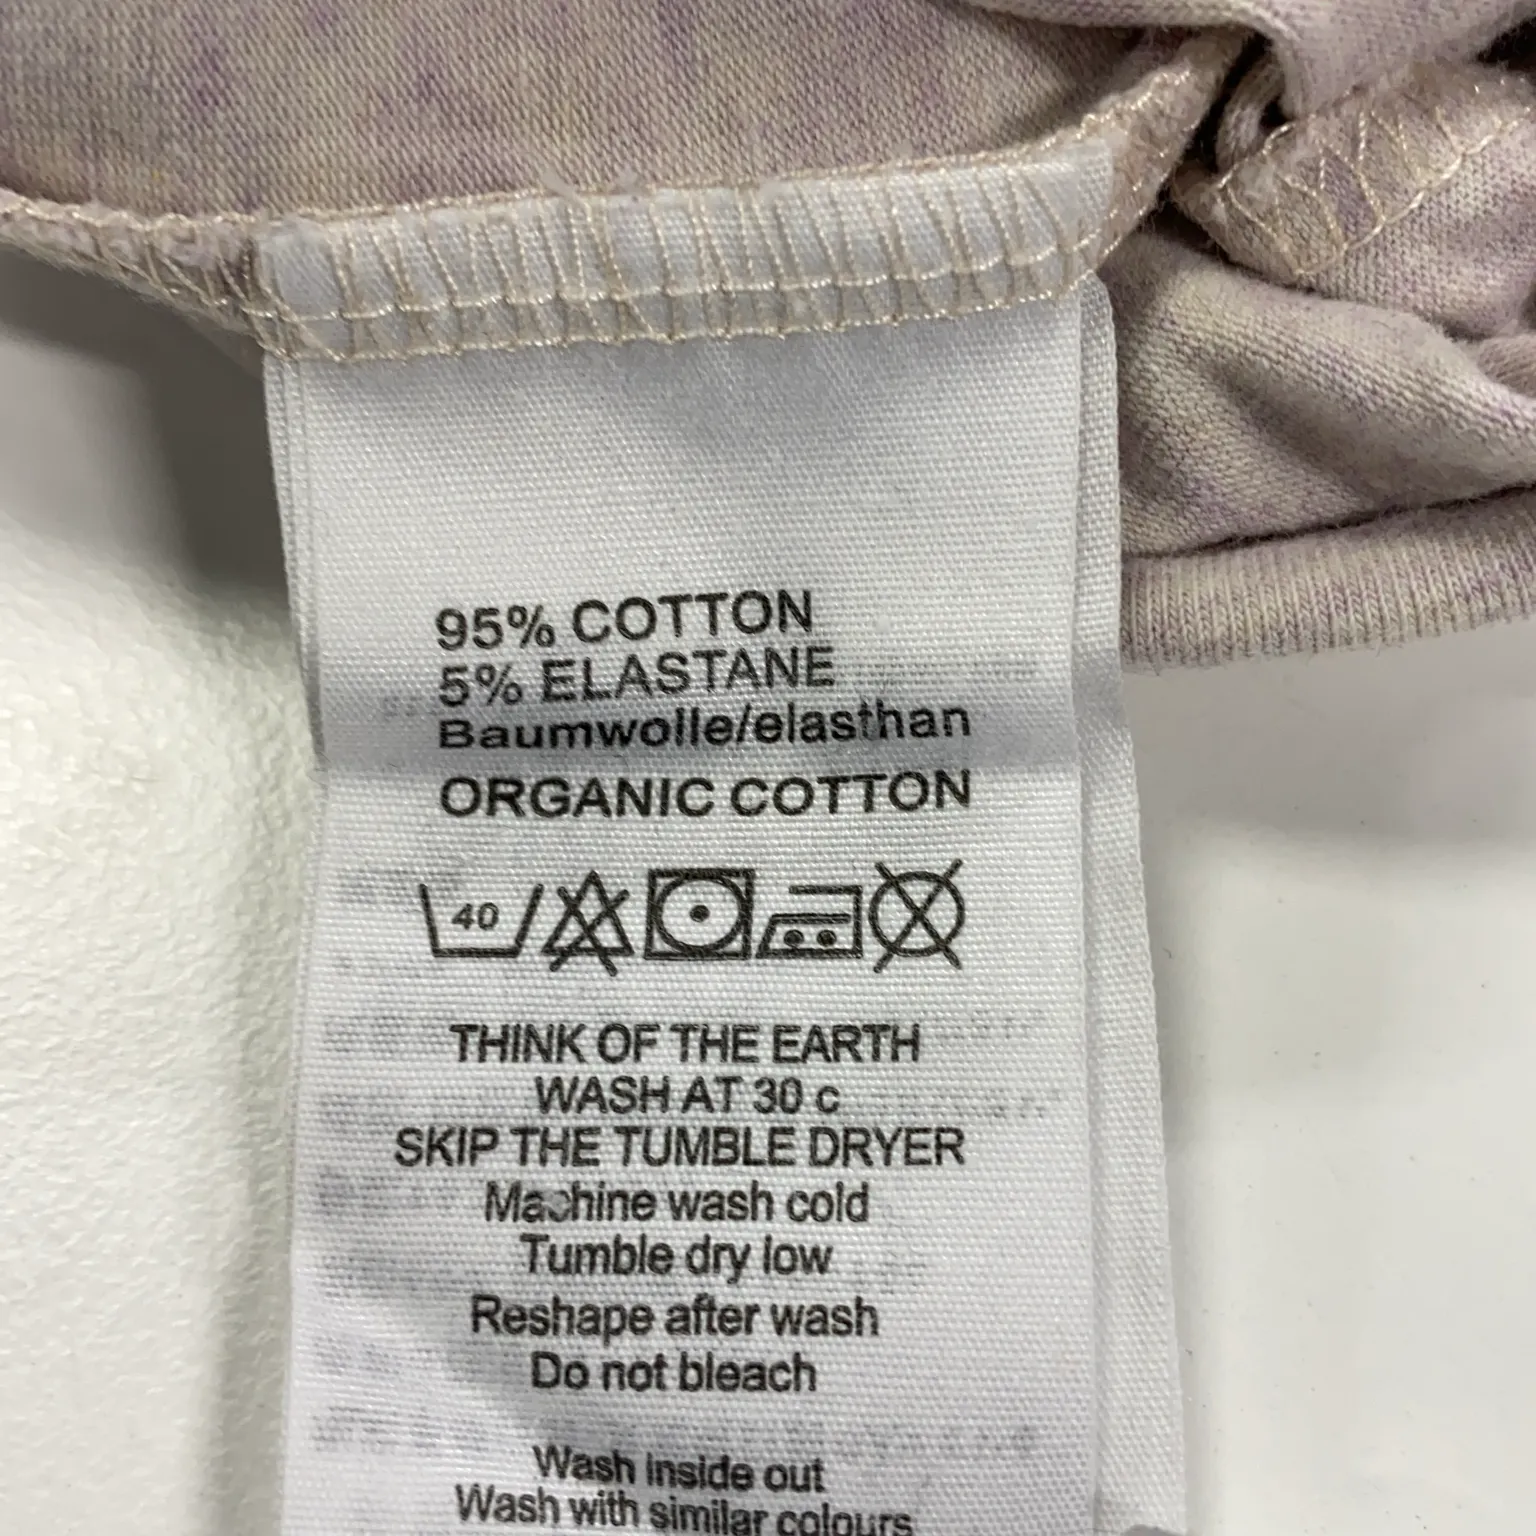 95% COTTON
5% ELASTANE
Baumwolle/elasthan
ORGANIC COTTON
40
THINK OF THE EARTH
WASH AT 30 c
SKIP THE TUMBLE DRYER
Machine wash cold
Tumble dry low
Reshape after wash
Do not bleach
Wash inside out
Wash with similar colours